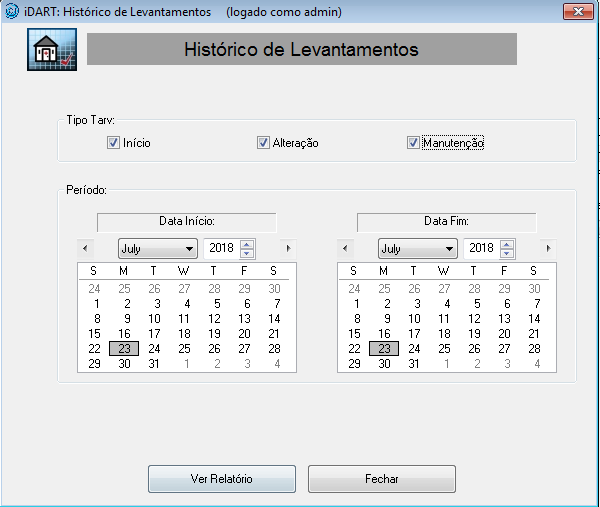 iDART: Histórico de Levantamentos (logado como admin)
Histórico de Levantamentos
Tipo Tarv:
Início Alteração Manutenção
Período:
Data Início: Data Fim:
July 2018 July 2018
S M T W T F S S M T W T F S
24 25 26 27 28 29 30 24 25 26 27 28 29 30
1 2 3 4 5 6 7 1 2 3 4 5 6 7
8 9 10 11 12 13 14 8 9 10 11 12 13 14
15 16 17 18 19 20 21 15 16 17 18 19 20 21
22 23 24 25 26 27 28 22 23 24 25 26 27 28
29 30 31 1 2 3 4 29 30 31 1 2 3 4
Ver Relatório Fechar